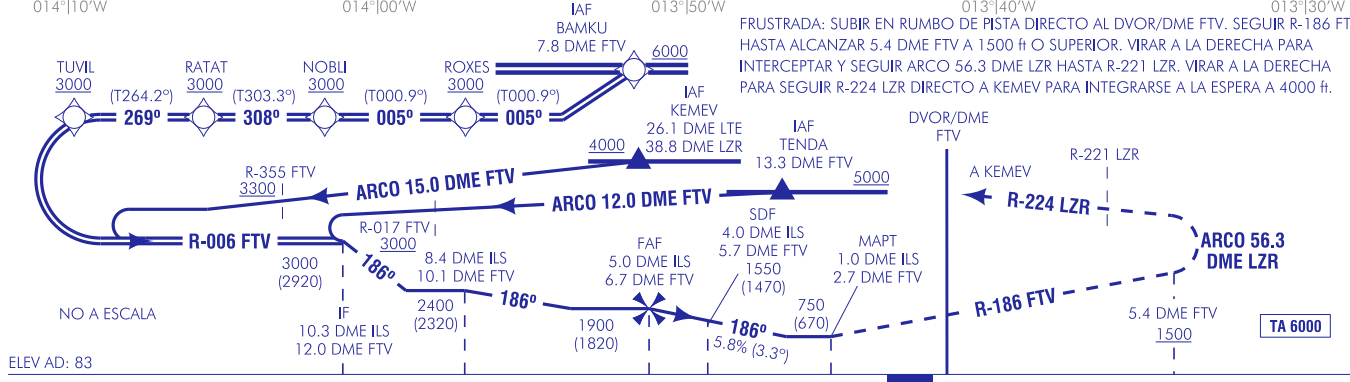 014°|10'W
014°|00'W
013°|50'W
013°|40'W
013°|30'W
FRUSTRADA: SUBIR EN RUMBO DE PISTA DIRECTO AL DVOR/DME FTV. SEGUIR R-186 FT
HASTA ALCANZAR 5.4 DME FTV A 1500 ft O SUPERIOR. VIRAR A LA DERECHA PARA
INTERCEPTAR Y SEGUIR ARCO 56.3 DME LZR HASTA R-221 LZR. VIRAR A LA DERECHA
PARA SEGUIR R-224 LZR DIRECTO A KEMEV PARA INTEGRARSE A LA ESPERA A 4000 ft.
IAF
BAMKU
7.8 DME FTV
6000
TUVIL
3000
RATAT
3000
NOBLI
3000
ROXES
3000
(T264.2°)
269º
(T303.3°)
308º
(T000.9°)
005º
(T000.9°)
005º
IAF
KEMEV
26.1 DME LTE
38.8 DME LZR
4000
IAF
TENDA
13.3 DME FTV
5000
DVOR/DME
FTV
R-355 FTV
3300
ARCO 15.0 DME FTV
ARCO 12.0 DME FTV
A KEMEV
R-221 LZR
R-224 LZR
ARCO 56.3
DME LZR
R-006 FTV
R-017 FTV
3000
3000
(2920)
186º
8.4 DME ILS
10.1 DME FTV
2400
(2320)
186º
FAF
5.0 DME ILS
6.7 DME FTV
1900
(1820)
SDF
4.0 DME ILS
5.7 DME FTV
1550
(1470)
186º
5.8% (3.3º)
MAPT
1.0 DME ILS
2.7 DME FTV
750
(670)
R-186 FTV
5.4 DME FTV
1500
TA 6000
NO A ESCALA
IF
10.3 DME ILS
12.0 DME FTV
ELEV AD: 83